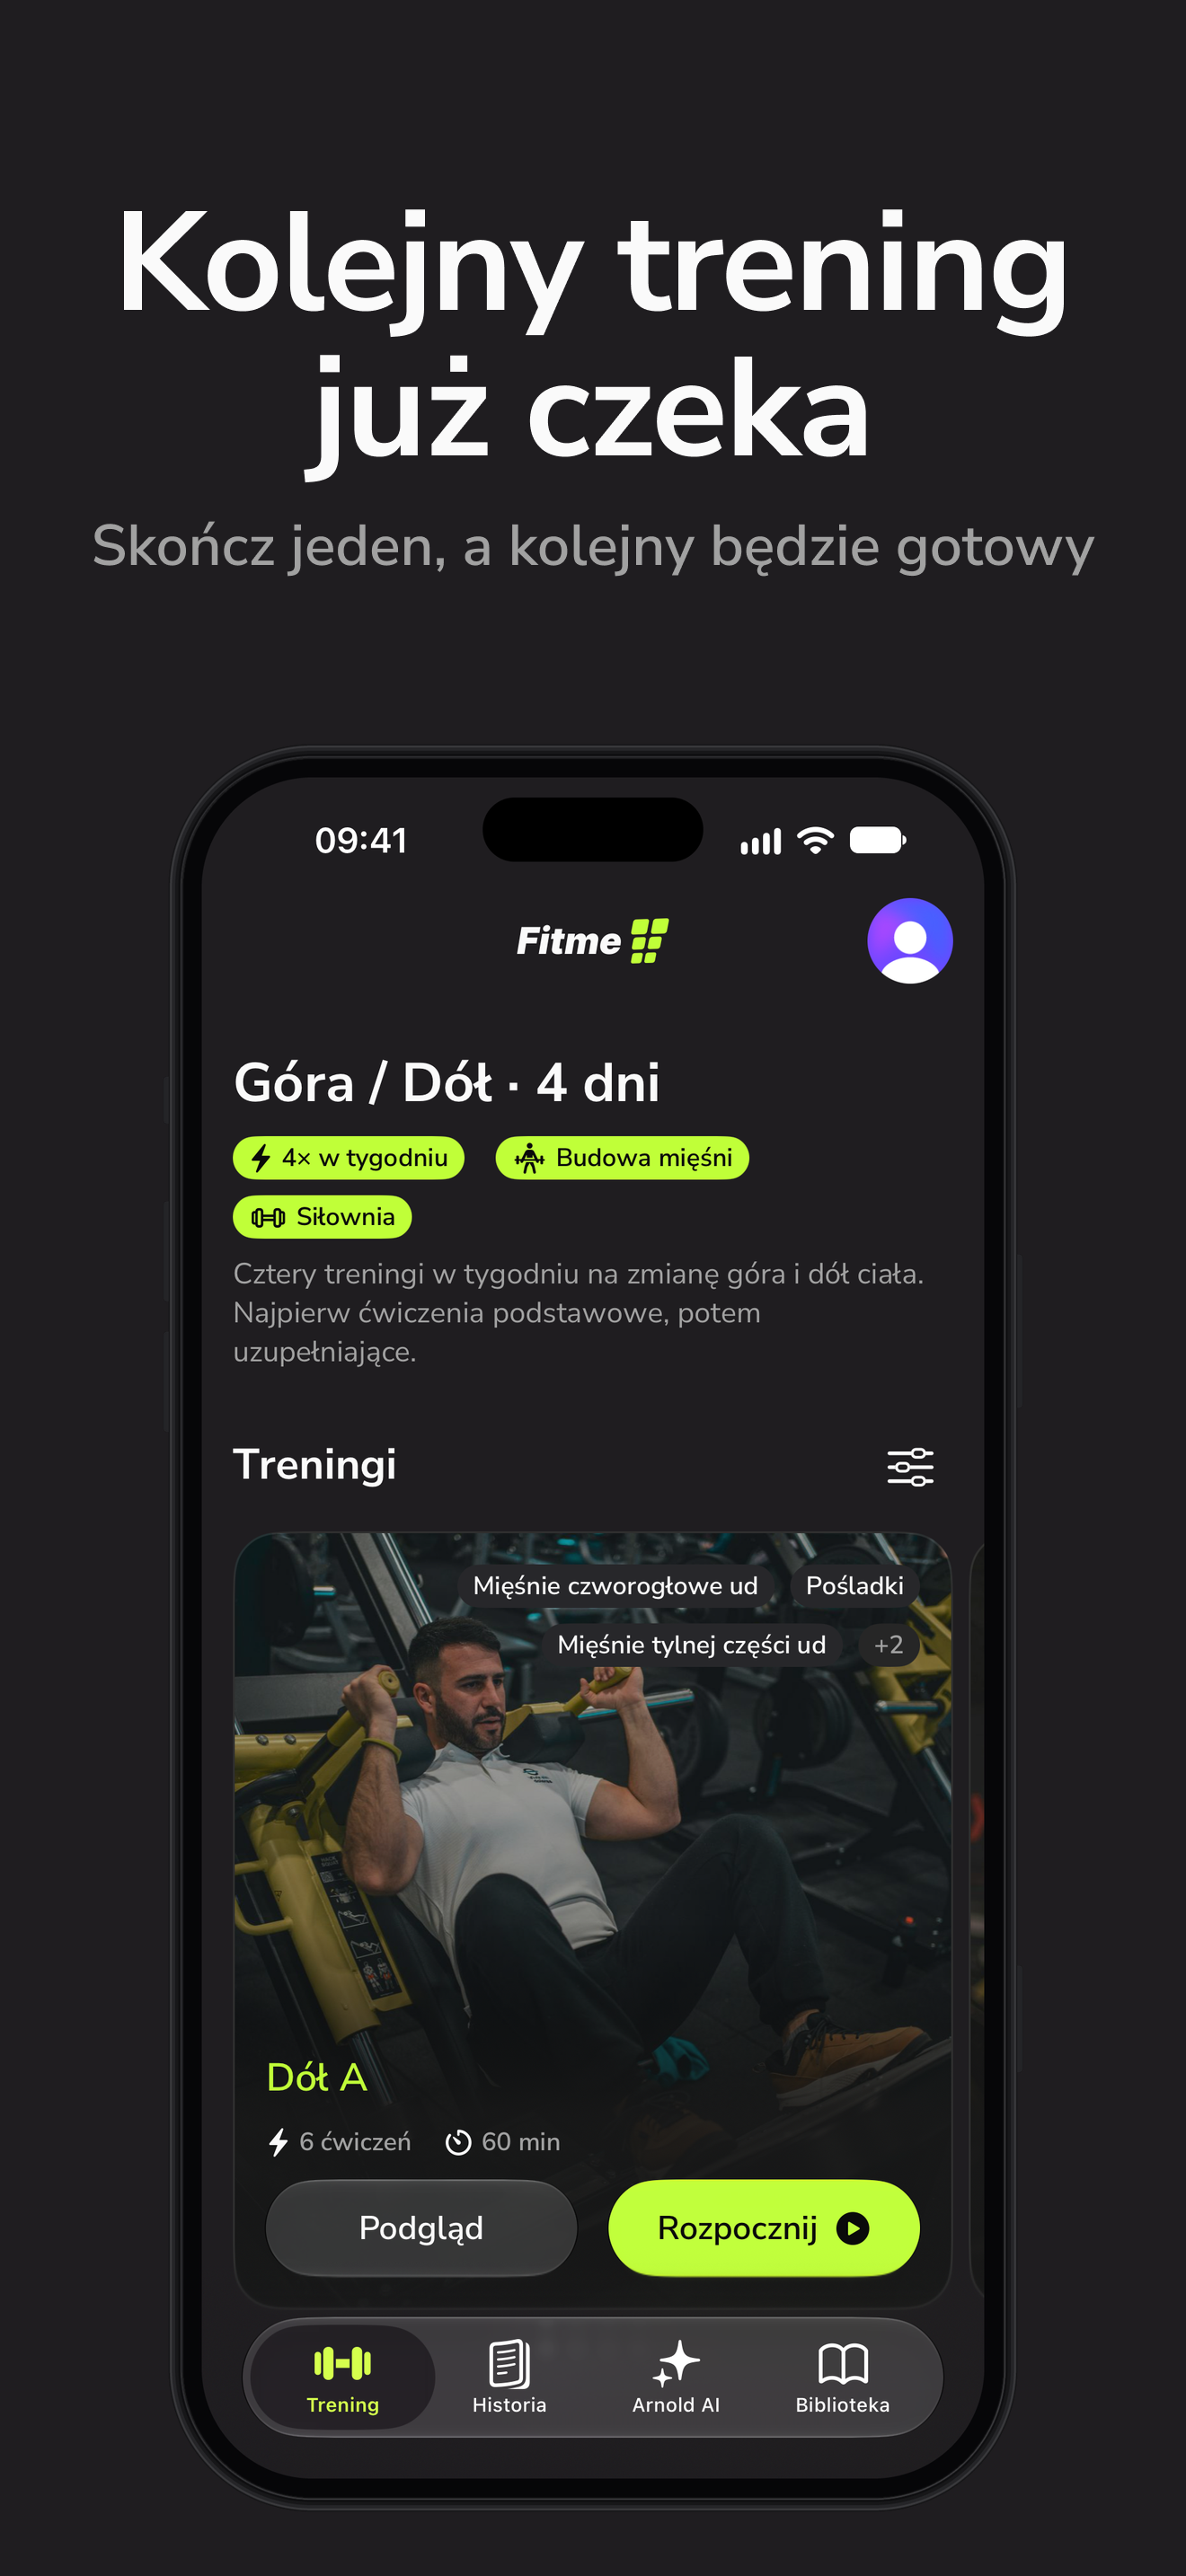 Kolejny trening
już czeka
Skończ jeden, a kolejny będzie gotowy
09:41
Fitme
Góra / Dół · 4 dni
4× w tygodniu
Budowa mięśni
Siłownia
Cztery treningi w tygodniu na zmianę góra i dół ciała.
Najpierw ćwiczenia podstawowe, potem
uzupełniające.
Treningi
Mięśnie czworogłowe ud
Pośladki
Mięśnie tylnej części ud
+2
Dół A
6 ćwiczeń
60 min
Podgląd
Rozpocznij
Trening
Historia
Arnold AI
Biblioteka